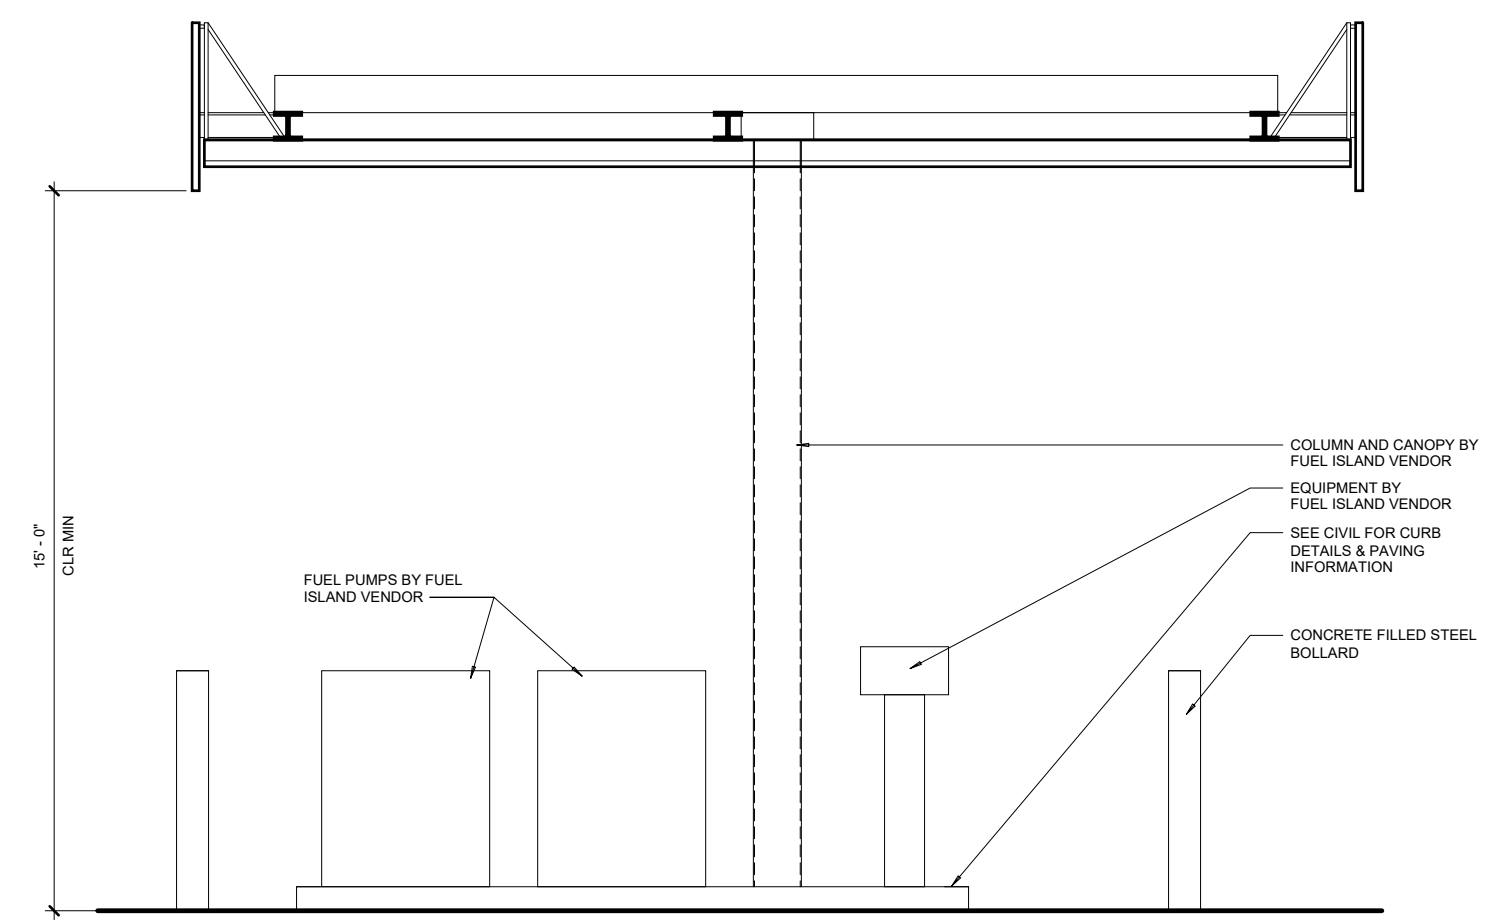 COLUMN AND CANOPY BY
FUEL ISLAND VENDOR
EQUIPMENT BY
FUEL ISLAND VENDOR
SEE CIVIL FOR CURB
DETAILS & PAVING
INFORMATION
15' - 0"
CLR MIN
FUEL PUMPS BY FUEL
ISLAND VENDOR
CONCRETE FILLED STEEL
BOLLARD